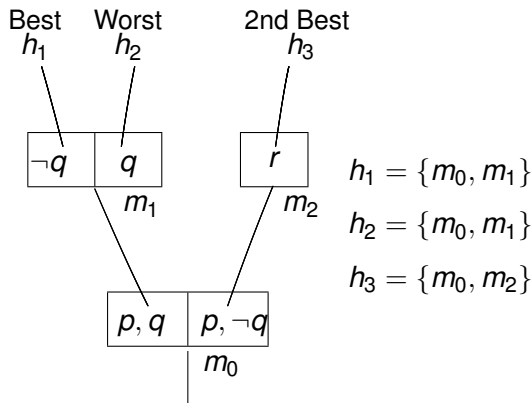 Best Worst 2nd Best
h₁ h₂ h₃
¬q q r
m₁ m₂
h₁ = {m₀, m₁}
h₂ = {m₀, m₁}
h₃ = {m₀, m₂}
p, q p, ¬q
m₀